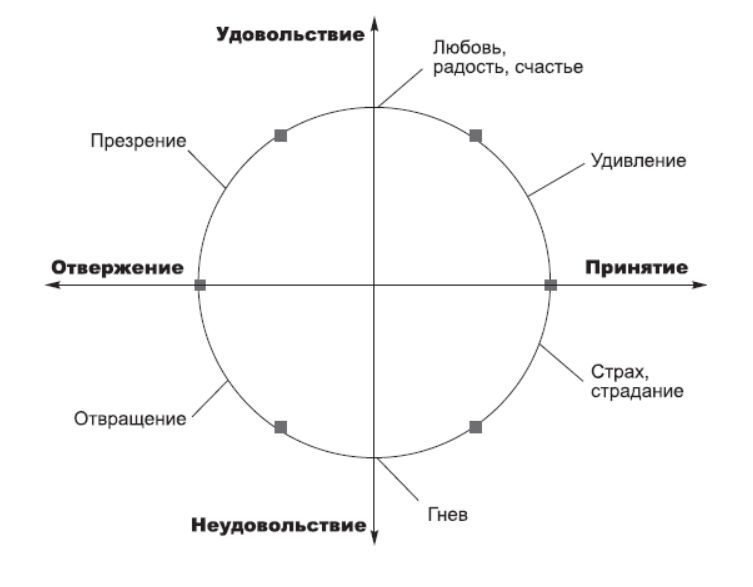 Удовольствие
Любовь,
радость, счастье
Презрение
Удивление
Отвержение
Принятие
Страх,
страдание
Отвращение
Гнев
Неудовольствие